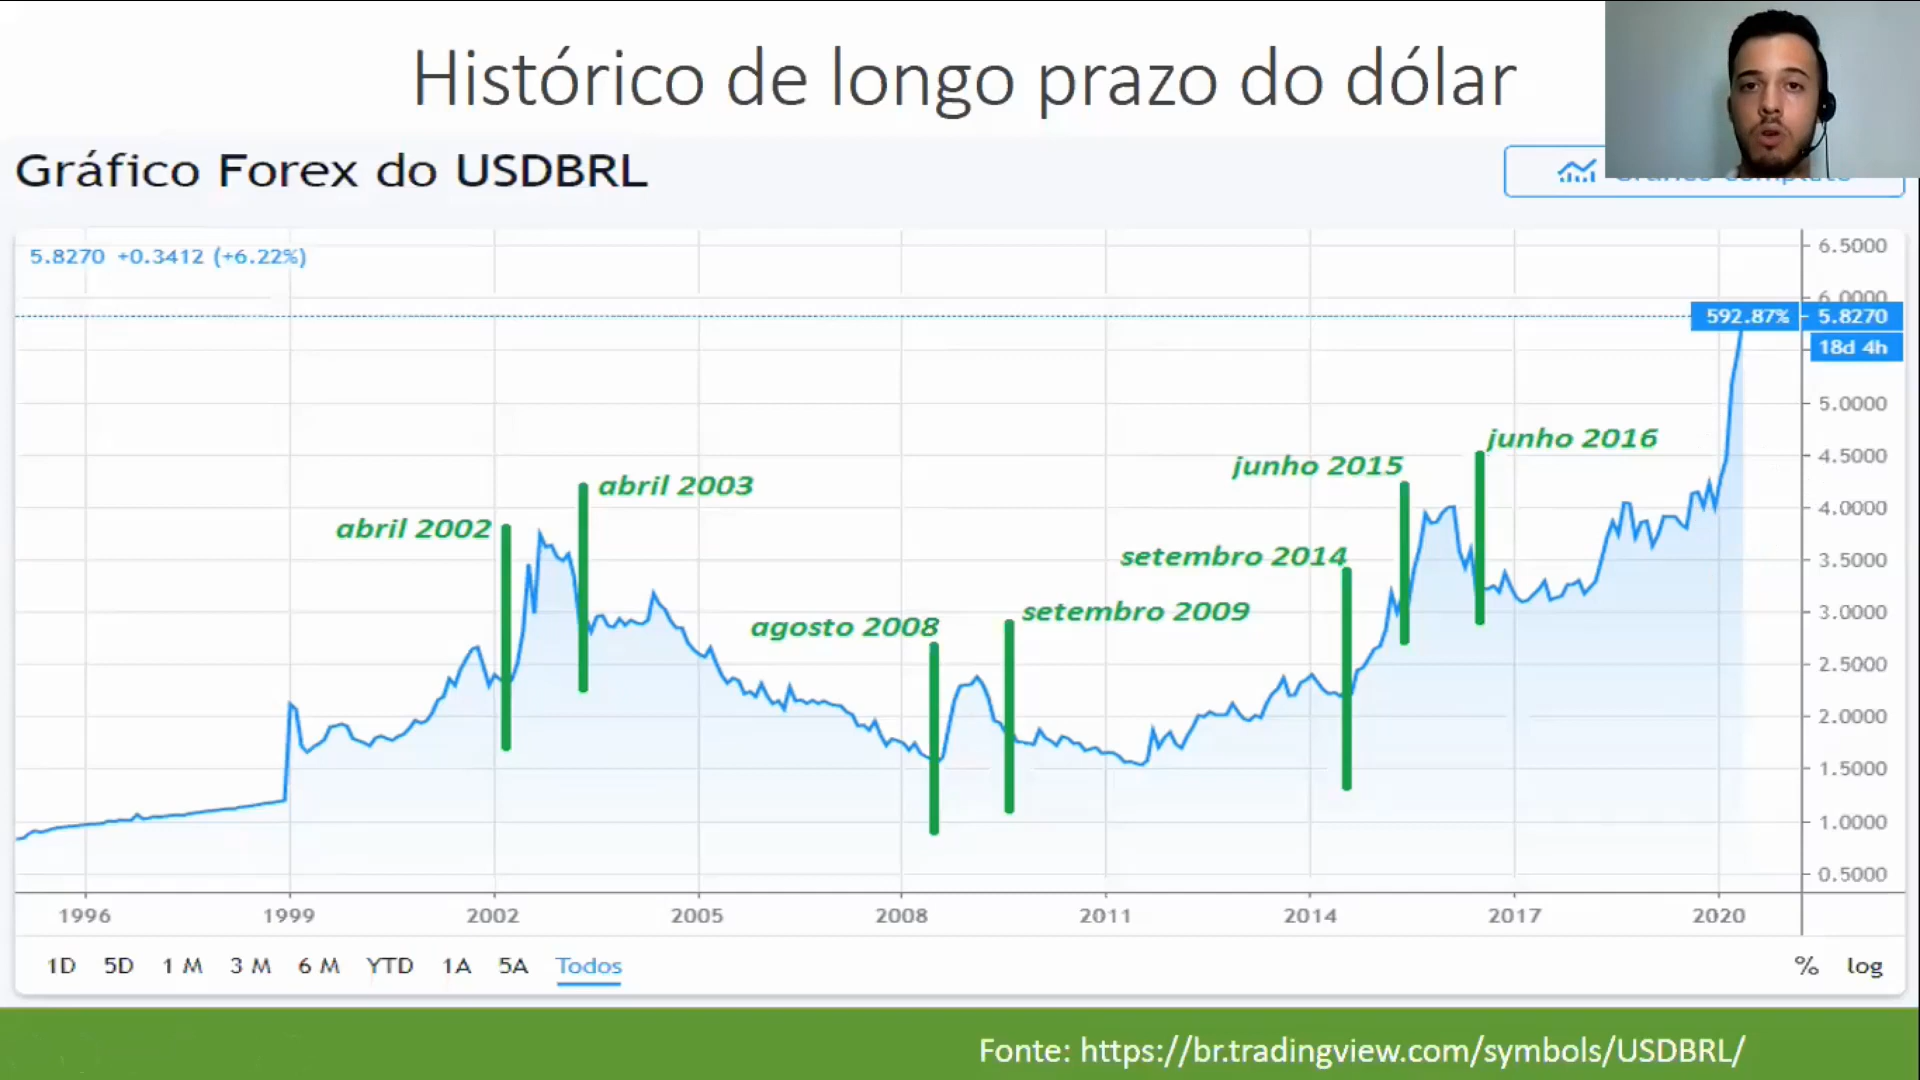 Histórico de longo prazo do dólar
Gráfico Forex do USDBRL
5.8270 +0.3412 (+6.22%)
6.5000
6.0000
592.87% 5.8270
18d 4h
5.0000
4.5000
4.0000
3.5000
3.0000
2.5000
2.0000
1.5000
1.0000
0.5000
abril 2002
abril 2003
agosto 2008
setembro 2009
setembro 2014
junho 2015
junho 2016
1996 1999 2002 2005 2008 2011 2014 2017 2020
1D 5D 1 M 3 M 6 M YTD 1A 5A Todos % log
Fonte: https://br.tradingview.com/symbols/USDBRL/